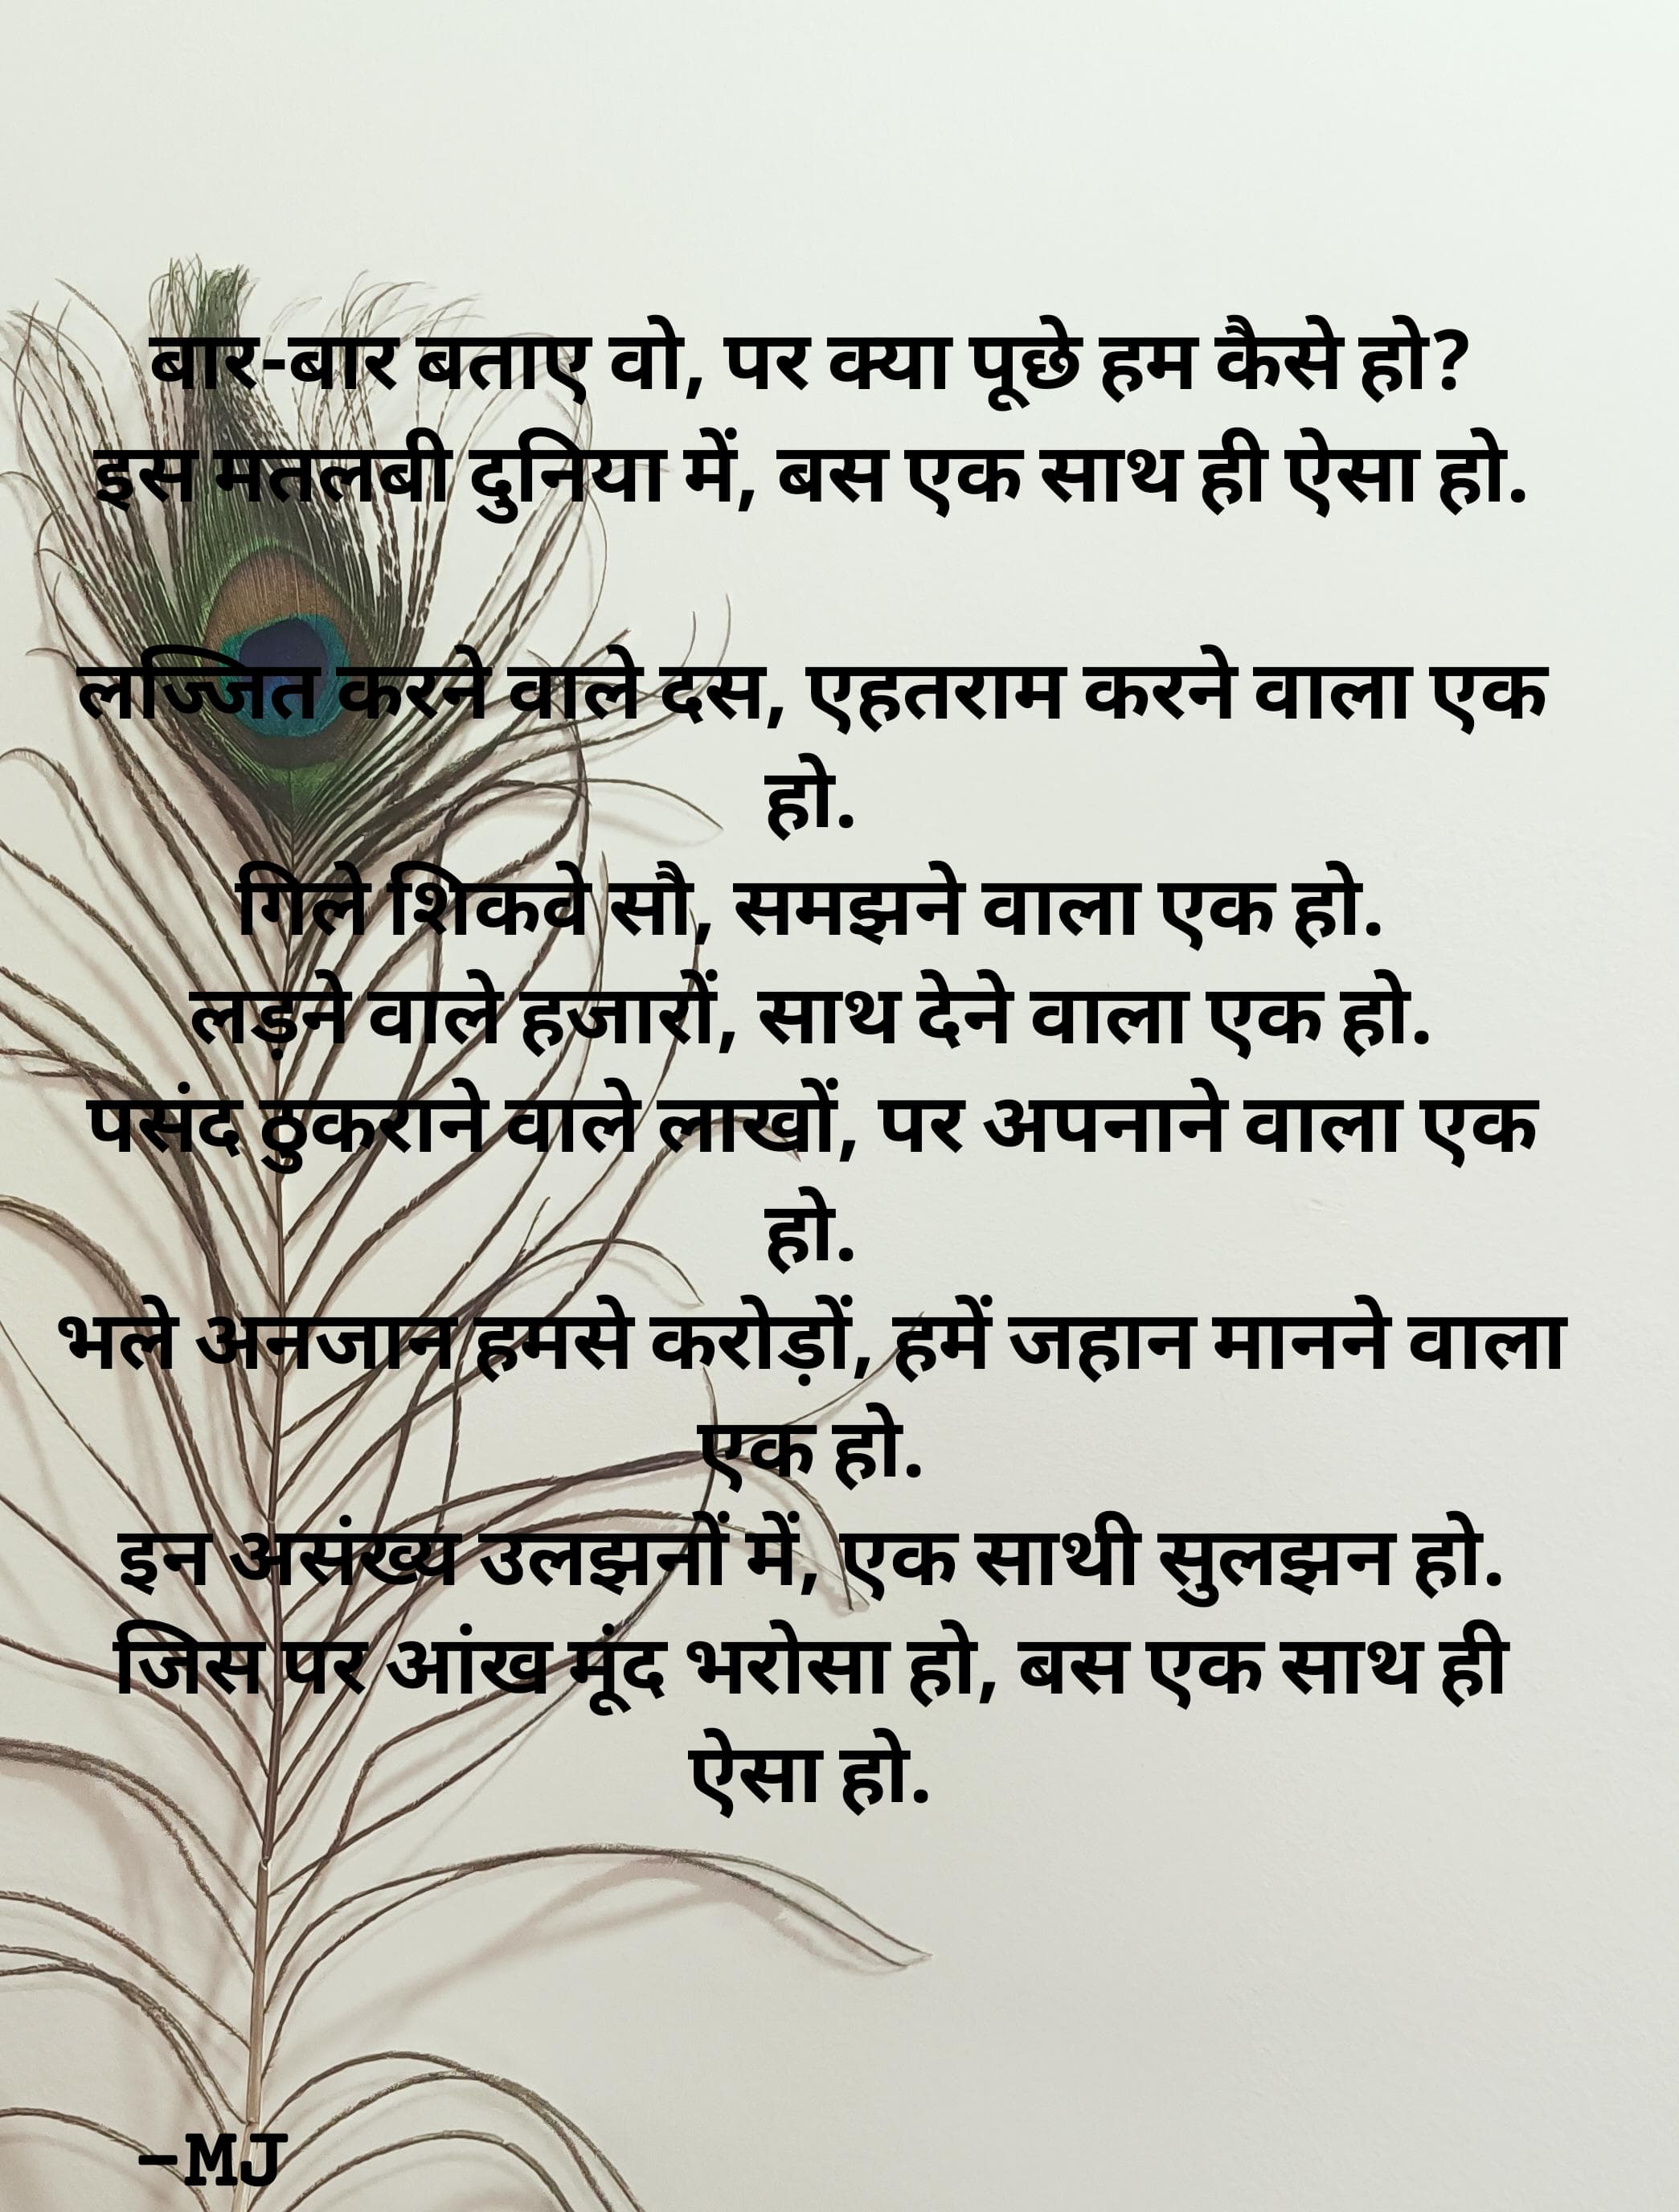 बार-बार बताए वो, पर क्या पूछे हम कैसे हो?
इस मतलबी दुनिया में, बस एक साथ ही ऐसा हो.
लज्जित करने वाले दस, एहतराम करने वाला एक
हो.
गिले शिकवे सौ, समझने वाला एक हो.
लड़ने वाले हजारों, साथ देने वाला एक हो.
पसंद ठुकराने वाले लाखों, पर अपनाने वाला एक
हो.
भले अनजान हमसे करोड़ों, हमें जहान मानने वाला
एक हो.
इन असंख्य उलझनों में, एक साथी सुलझन हो.
जिस पर आंख मूंद भरोसा हो, बस एक साथ ही
ऐसा हो.
-MJ